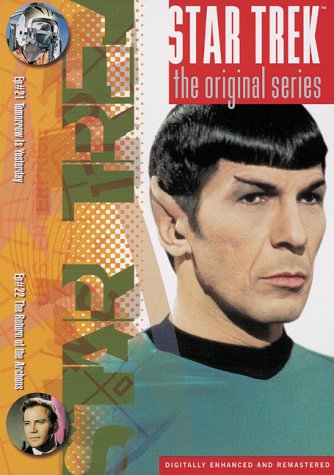 STAR TREK™
the original series
Ep#21 Tomorrow Is Yesterday
STAR TREK
Ep#22 The Return of the Archons
DIGITALLY ENHANCED AND REMASTERED